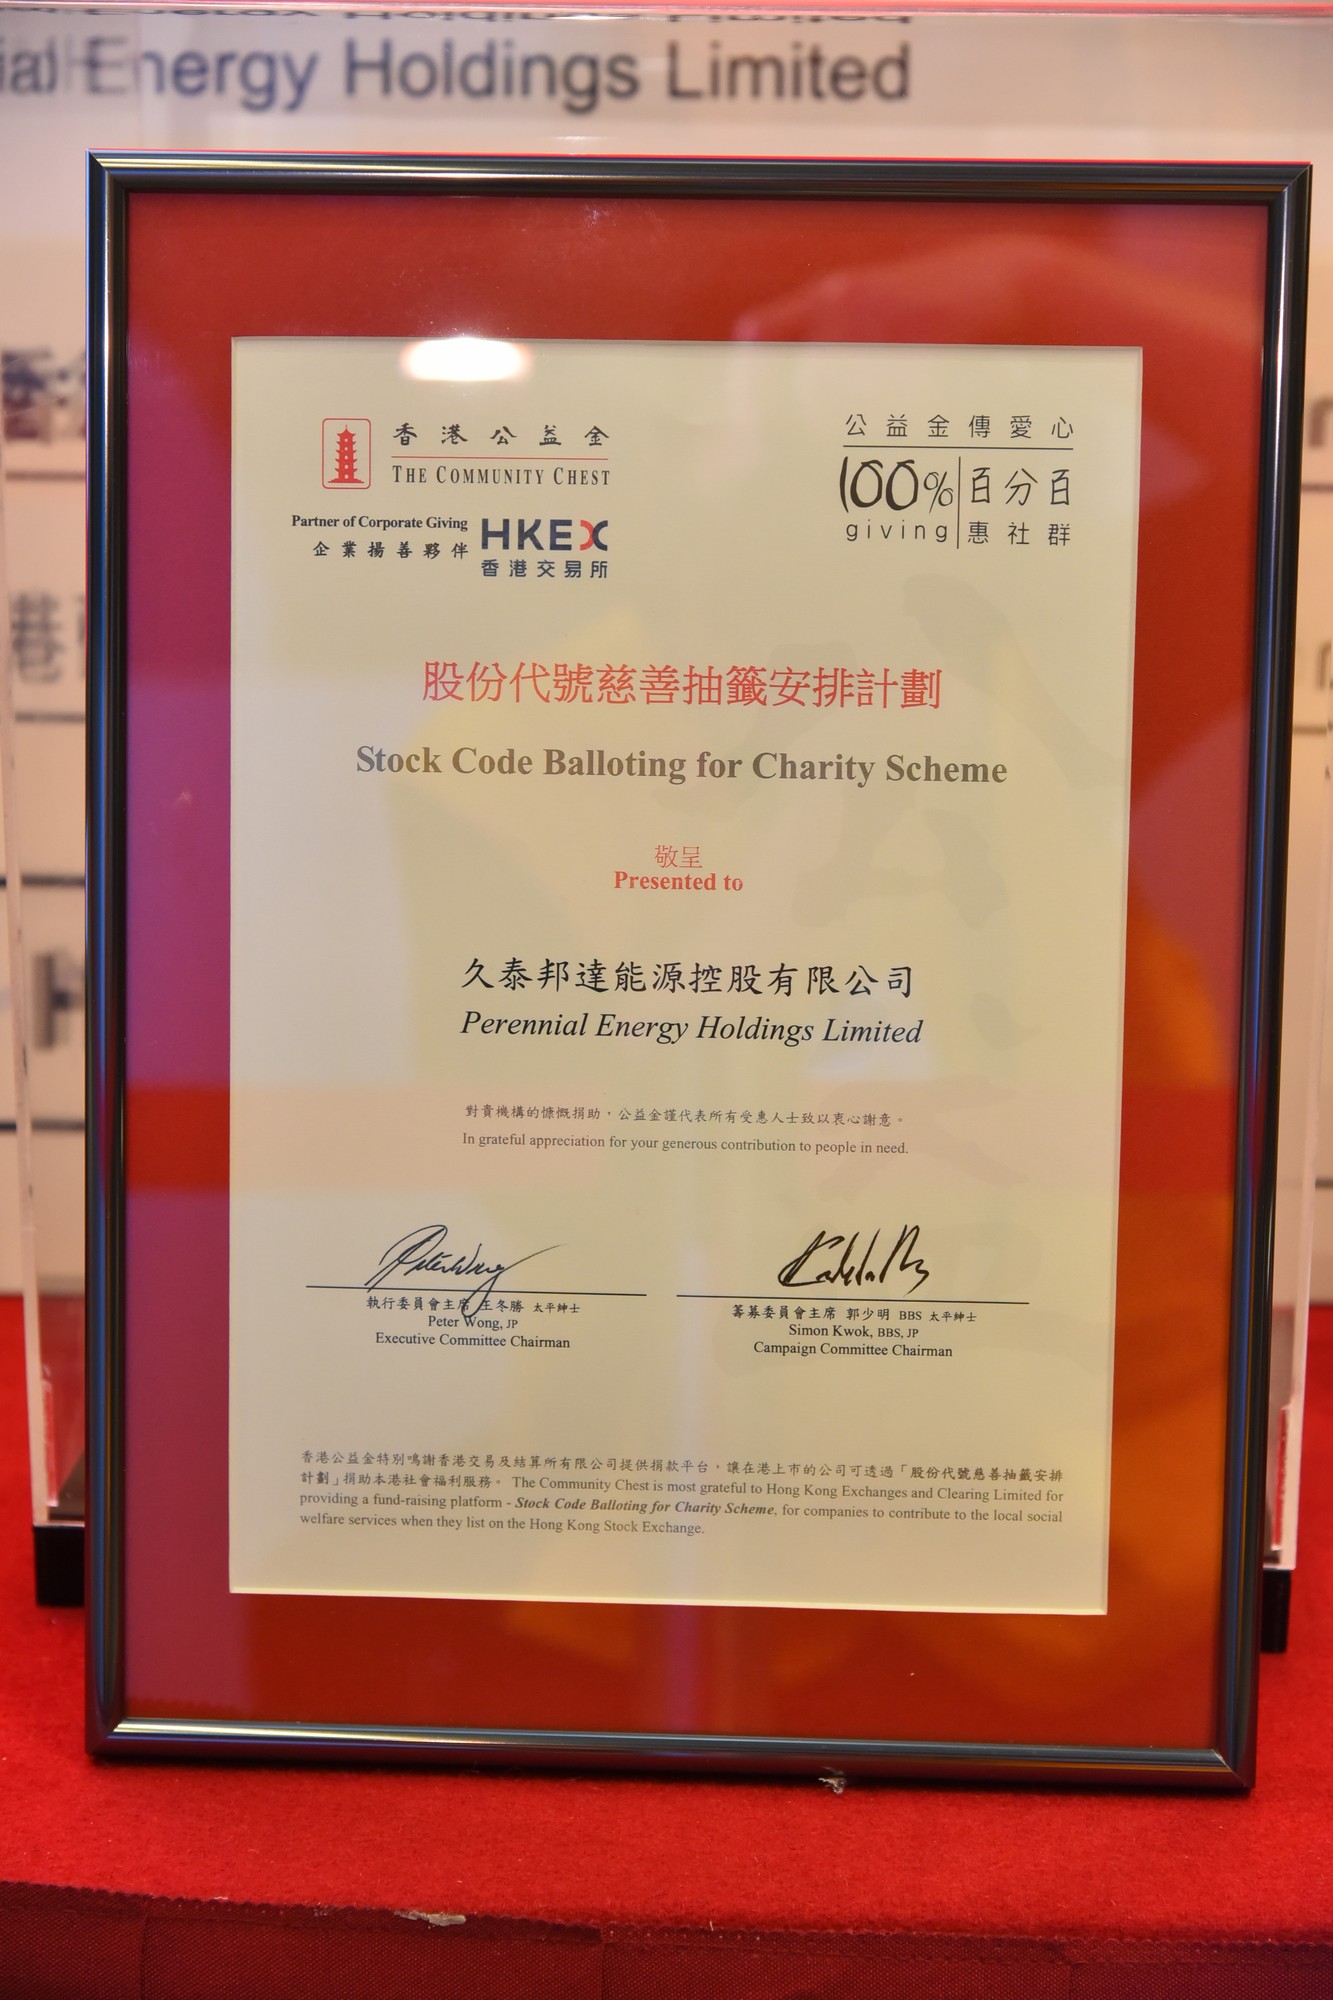 Energy Holdings Limited
香港公益金
THE COMMUNITY CHEST
Partner of Corporate Giving
企業揚善夥伴
HKEX
香港交易所
公益金傳愛心
100% giving
百分百
惠社群
股份代號慈善抽籤安排計劃
Stock Code Balloting for Charity Scheme
敬呈
Presented to
久泰邦達能源控股有限公司
Perennial Energy Holdings Limited
對貴機構的慷慨捐助，公益金謹代表所有受惠人士致以衷心謝意。
In grateful appreciation for your generous contribution to people in need.
執行委員會主席 王冬勝 太平紳士
Peter Wong, JP
Executive Committee Chairman
籌募委員會主席 郭少明 BBS 太平紳士
Simon Kwok, BBS, JP
Campaign Committee Chairman
香港公益金特別鳴謝香港交易及結算所有限公司提供捐款平台，讓在港上市的公司可透過「股份代號慈善抽籤安排
計劃」捐助本港社會福利服務。 The Community Chest is most grateful to Hong Kong Exchanges and Clearing Limited for
providing a fund-raising platform - Stock Code Balloting for Charity Scheme, for companies to contribute to the local social
welfare services when they list on the Hong Kong Stock Exchange.